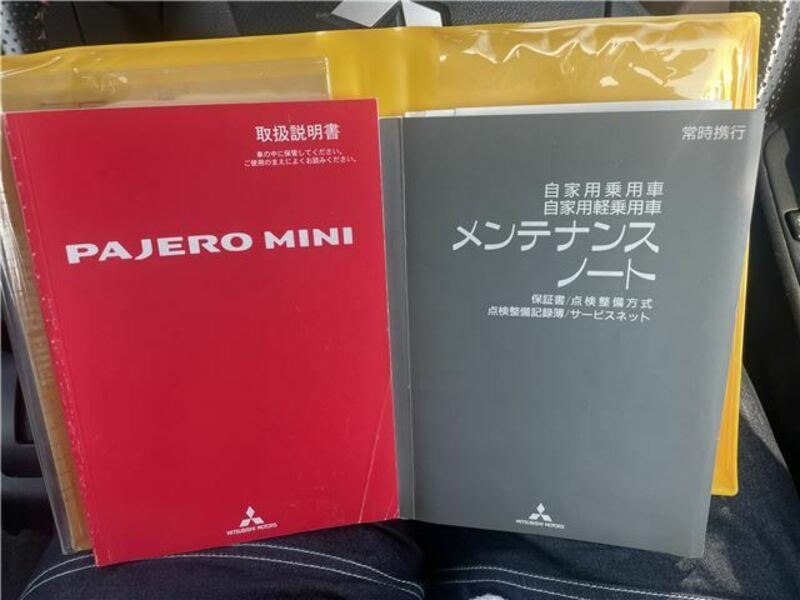 取扱説明書
車の中に保管してください。
ご使用のまえによくお読みください。
PAJERO MINI
MITSUBISHI MOTORS
常時携行
自家用乗用車
自家用軽乗用車
メンテナンス
ノート
保証書/点検整備方式
点検整備記録簿/サービスネット
MITSUBISHI MOTORS